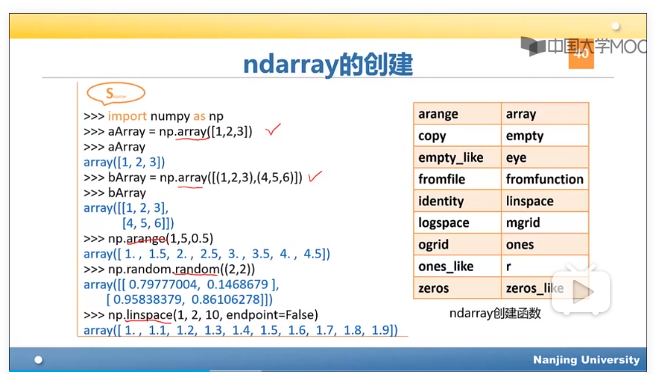 中国大学MOOC
40
ndarray的创建
S
>>> import numpy as np
>>> aArray = np.array([1,2,3])
>>> aArray
array([1, 2, 3])
>>> bArray = np.array([(1,2,3),(4,5,6)])
>>> bArray
array([[1, 2, 3],
[4, 5, 6]])
>>> np.arange(1,5,0.5)
array([ 1. , 1.5, 2. , 2.5, 3. , 3.5, 4. , 4.5])
>>> np.random.random((2,2))
array([[ 0.79777004, 0.1468679 ],
[ 0.95838379, 0.86106278]])
>>> np.linspace(1, 2, 10, endpoint=False)
array([ 1. , 1.1, 1.2, 1.3, 1.4, 1.5, 1.6, 1.7, 1.8, 1.9])
arange array
copy empty
empty_like eye
fromfile fromfunction
identity linspace
logspace mgrid
ogrid ones
ones_like r
zeros zeros_like
ndarray创建函数
Nanjing University